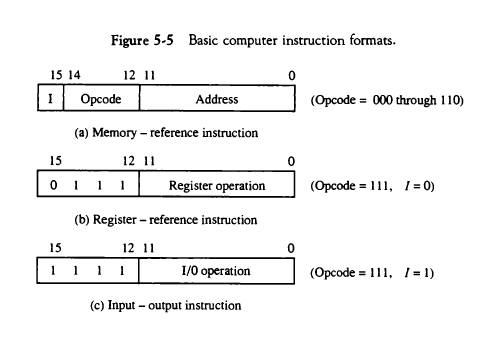 Figure 5-5 Basic computer instruction formats.
15 14 12 11 0
I Opcode Address (Opcode = 000 through 110)
(a) Memory – reference instruction
15 12 11 0
0 1 1 1 Register operation (Opcode = 111, I = 0)
(b) Register – reference instruction
15 12 11 0
1 1 1 1 I/0 operation (Opcode = 111, I = 1)
(c) Input – output instruction